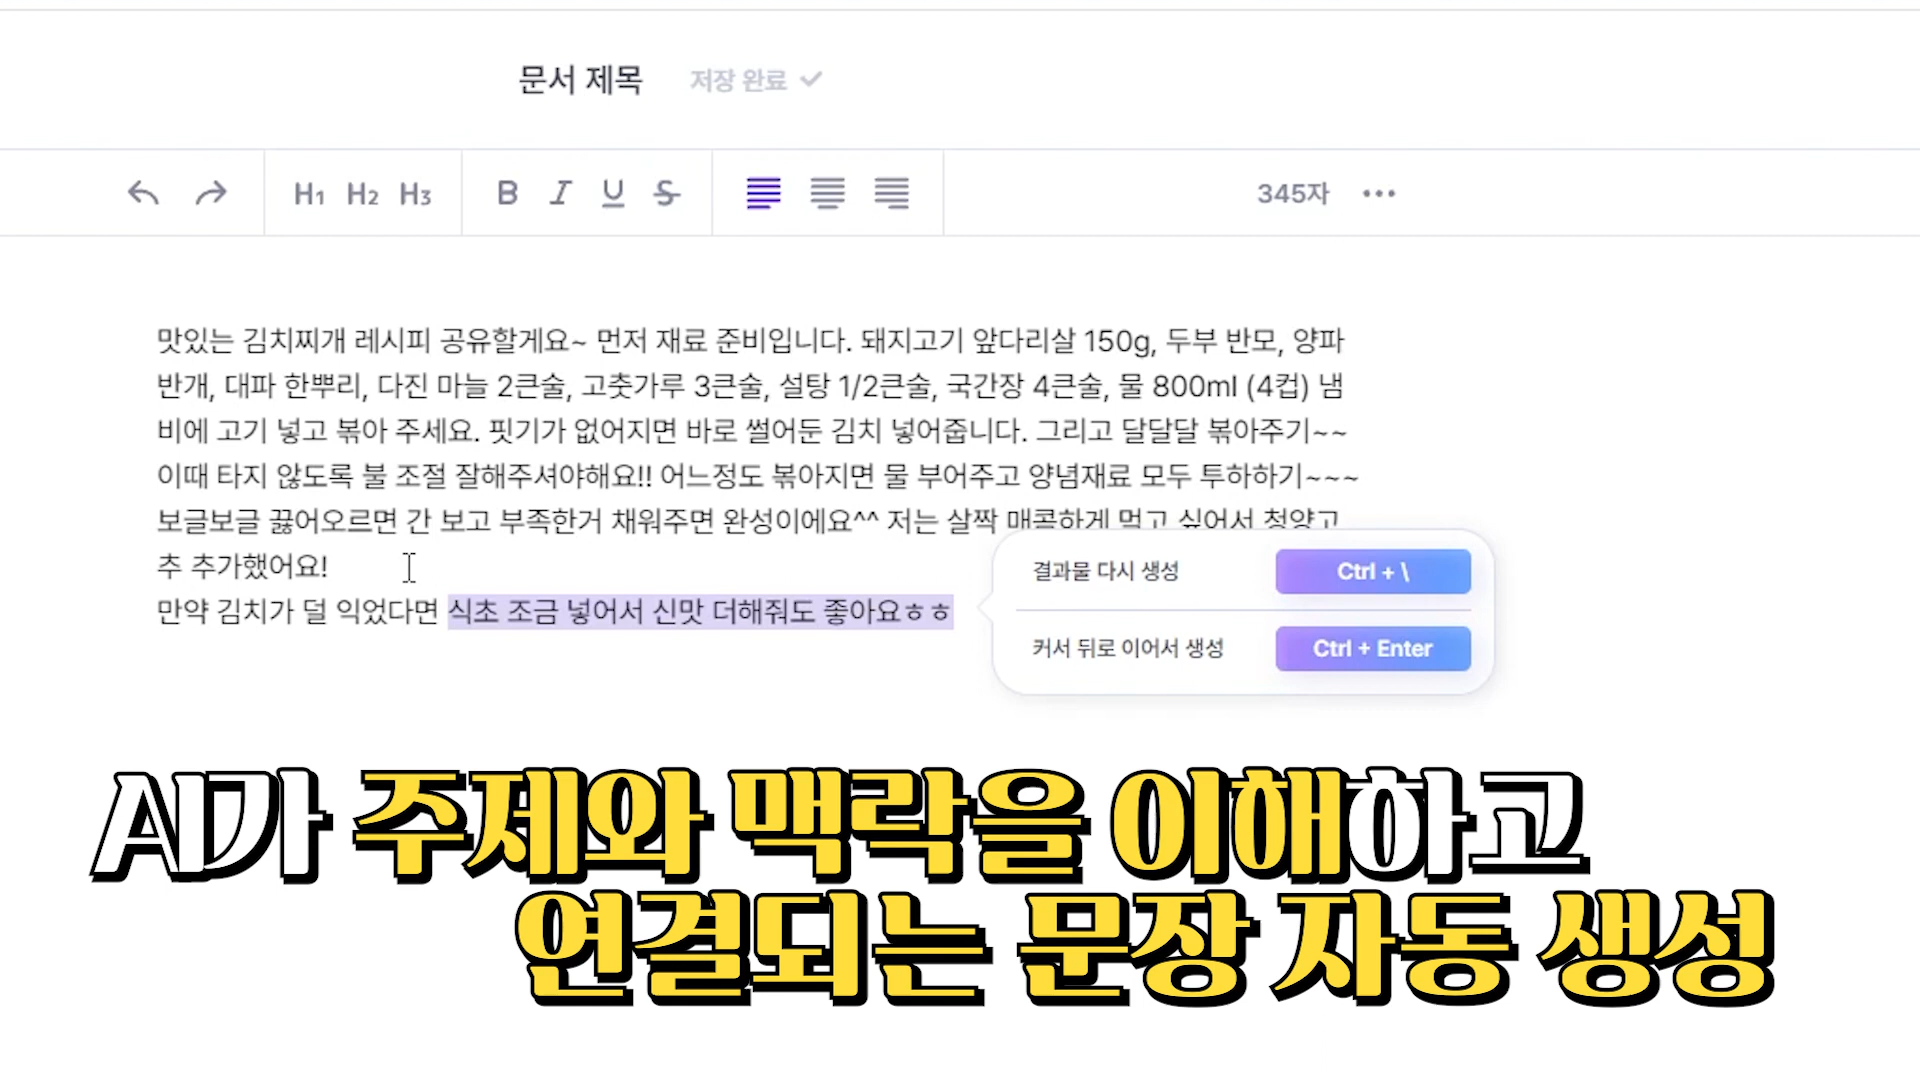 문서 제목 저장 완료
H1 H2 H3 B I U S 345자
맛있는 김치찌개 레시피 공유할게요~ 먼저 재료 준비입니다. 돼지고기 앞다리살 150g, 두부 반모, 양파
반개, 대파 한뿌리, 다진 마늘 2큰술, 고춧가루 3큰술, 설탕 1/2큰술, 국간장 4큰술, 물 800ml (4컵) 냄
비에 고기 넣고 볶아 주세요. 핏기가 없어지면 바로 썰어둔 김치 넣어줍니다. 그리고 달달달 볶아주기~~
이때 타지 않도록 불 조절 잘해주셔야해요!! 어느정도 볶아지면 물 부어주고 양념재료 모두 투하하기~~~
보글보글 끓어오르면 간 보고 부족한거 채워주면 완성이에요^^ 저는 살짝 매콤하게 먹고 싶어서 청양고
추 추가했어요!
만약 김치가 덜 익었다면 식초 조금 넣어서 신맛 더해줘도 좋아요ㅎㅎ
결과물 다시 생성 Ctrl + \
커서 뒤로 이어서 생성 Ctrl + Enter
AI가 주제와 맥락을 이해하고
연결되는 문장 자동 생성